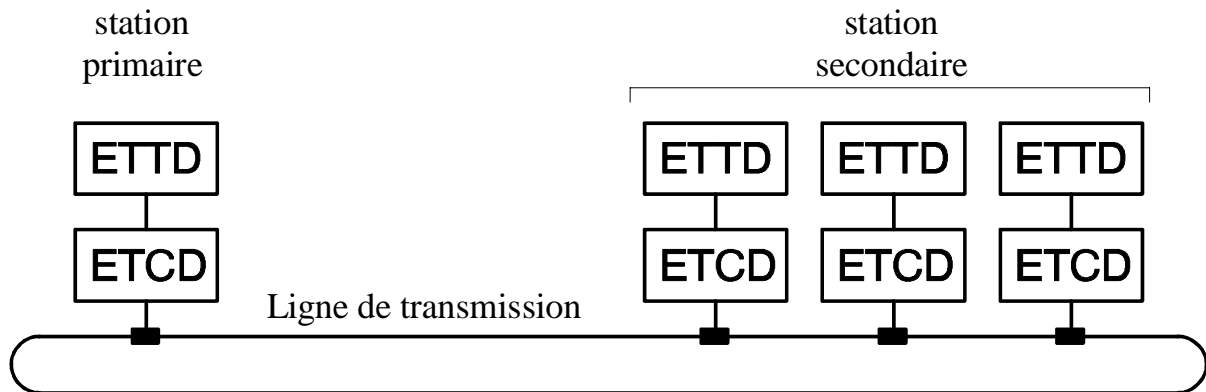 station
primaire
station
secondaire
ETTD
ETTD
ETTD
ETTD
ETCD
ETCD
ETCD
ETCD
Ligne de transmission